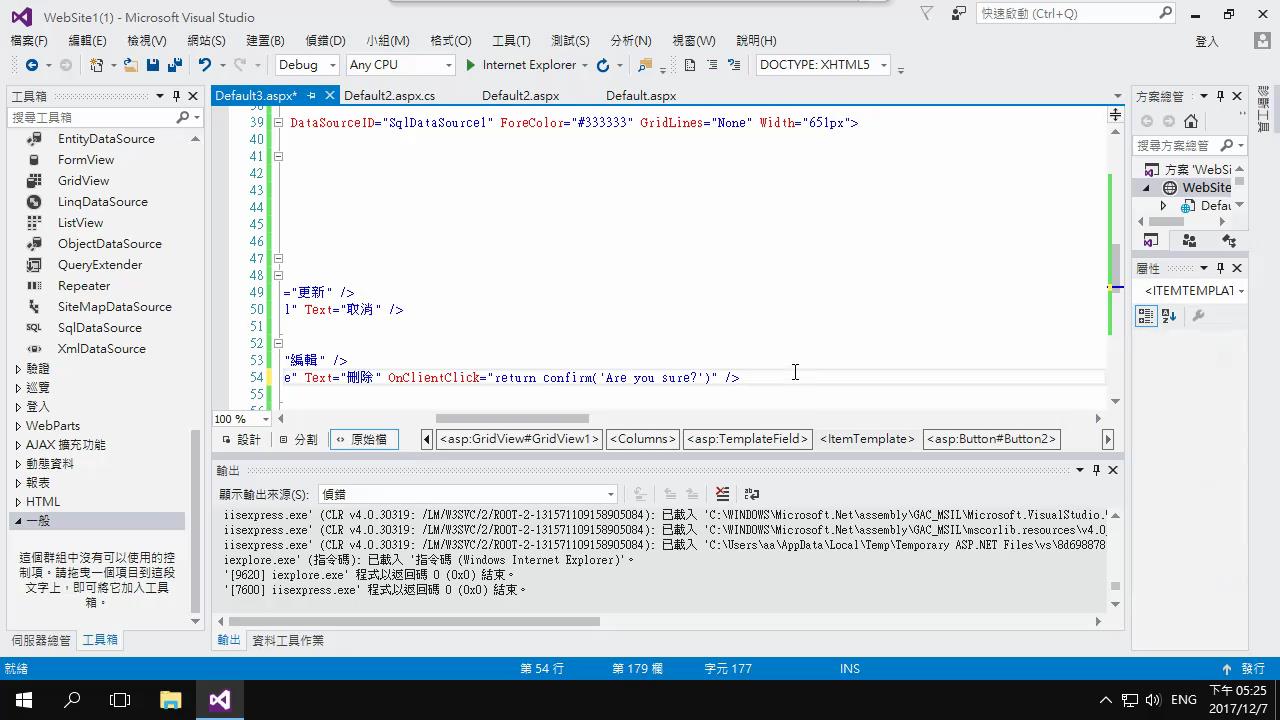 WebSite1(1) - Microsoft Visual Studio
快速啟動 (Ctrl+Q)
檔案(F) 編輯(E) 檢視(V) 網站(S) 建置(B) 偵錯(D) 小組(M) 格式(O) 工具(T) 測試(S) 分析(N) 視窗(W) 說明(H)
登入
Debug Any CPU Internet Explorer DOCTYPE: XHTML5
工具箱
搜尋工具箱
EntityDataSource
FormView
GridView
LinqDataSource
ListView
ObjectDataSource
QueryExtender
Repeater
SiteMapDataSource
SqlDataSource
XmlDataSource
驗證
巡覽
登入
WebParts
AJAX 擴充功能
動態資料
報表
HTML
一般
這個群組中沒有可以使用的控
制項。請拖曳一個項目到這段
文字上，即可將它加入工具
箱。
伺服器總管 工具箱
Default3.aspx* Default2.aspx.cs Default2.aspx Default.aspx
38
39 DataSourceID="SqlDataSource1" ForeColor="#333333" GridLines="None" Width="651px">
40
41
42
43
44
45
46
47
48
49 ="更新" />
50 l" Text="取消" />
51
52
53 "編輯" />
54 e" Text="刪除" OnClientClick="return confirm('Are you sure?')" />
55
56
100 %
設計 分割 原始檔 <asp:GridView#GridView1> <Columns> <asp:TemplateField> <ItemTemplate> <asp:Button#Button2>
輸出
顯示輸出來源(S): 偵錯
iisexpress.exe' (CLR v4.0.30319: /LM/W3SVC/2/ROOT-2-131571109158905084): 已載入 'C:\WINDOWS\Microsoft.Net\assembly\GAC_MSIL\Microsoft.VisualStudio.
iisexpress.exe' (CLR v4.0.30319: /LM/W3SVC/2/ROOT-2-131571109158905084): 已載入 'C:\WINDOWS\Microsoft.Net\assembly\GAC_MSIL\mscorlib.resources\v4.0
iisexpress.exe' (CLR v4.0.30319: /LM/W3SVC/2/ROOT-2-131571109158905084): 已載入 'C:\Users\aa\AppData\Local\Temp\Temporary ASP.NET Files\vs\8d698878
iexplore.exe' (指令碼): 已載入 '指令碼 (Windows Internet Explorer)'。
'[9620] iexplore.exe' 程式以返回碼 0 (0x0) 結束。
'[7600] iisexpress.exe' 程式以返回碼 0 (0x0) 結束。
輸出 資料工具作業
方案總管
搜尋方案總管
方案 'WebSi
WebSite
Defau
屬性
<ITEMTEMPLAT
就緒 第 54 行 第 179 欄 字元 177 INS 發行
ENG
下午 05:25
2017/12/7